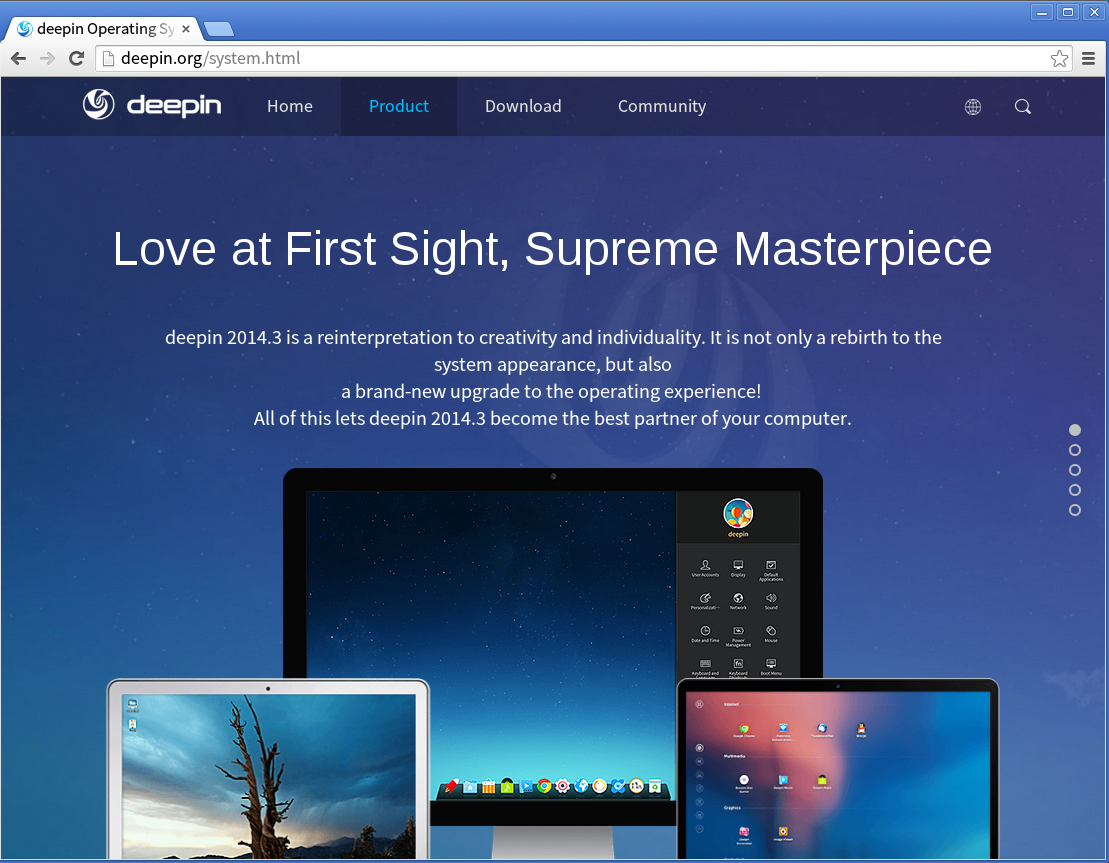 deepin Operating Sy
deepin.org/system.html
deepin
Home
Product
Download
Community
Love at First Sight, Supreme Masterpiece
deepin 2014.3 is a reinterpretation to creativity and individuality. It is not only a rebirth to the
system appearance, but also
a brand-new upgrade to the operating experience!
All of this lets deepin 2014.3 become the best partner of your computer.
deepin
User Accounts
Display
Default
Applications
Personalizati···
Network
Sound
Date and Time
Power
Management
Mouse
Keyboard and
Keyboard
Boot Menu
Internet
Google Chrome
Multimedia
Graphics
Image Viewer